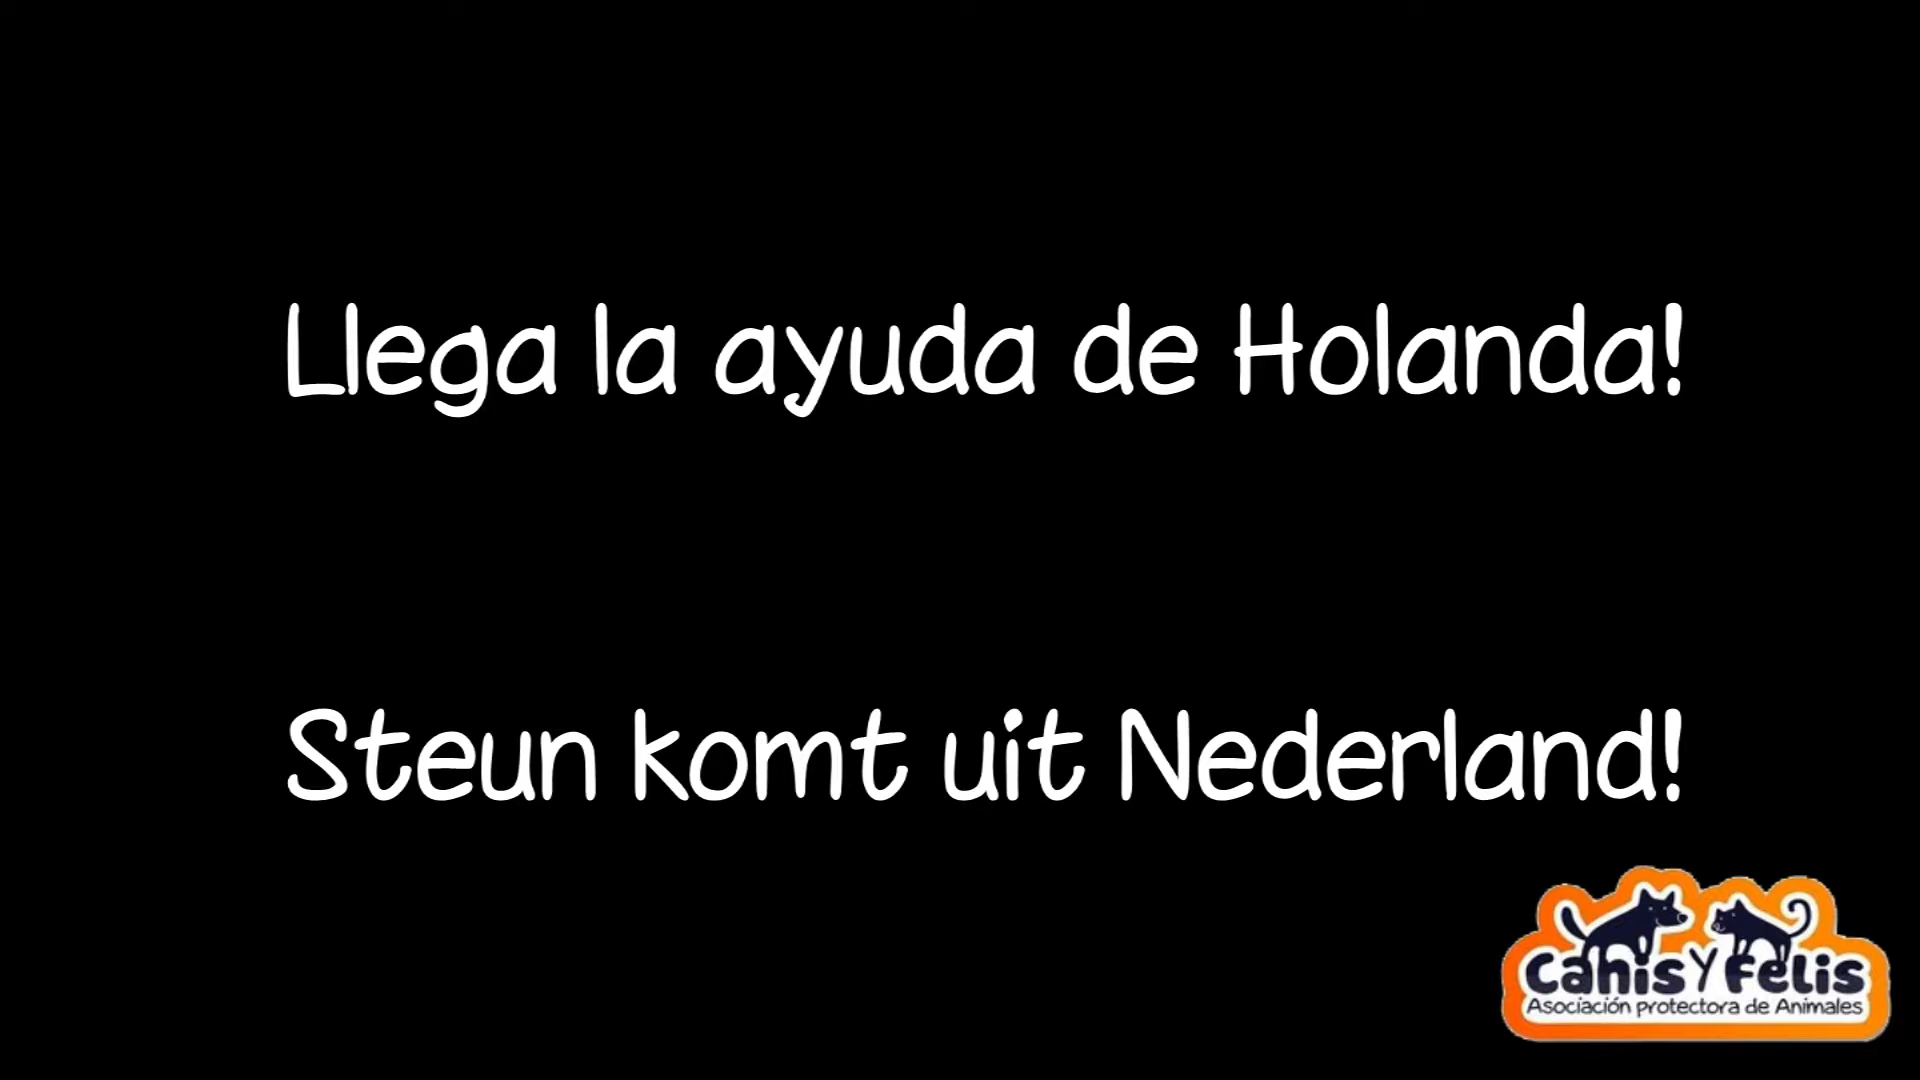 Llega la ayuda de Holanda!
Steun komt uit Nederland!
Canis y Felis
Asociación protectora de Animales